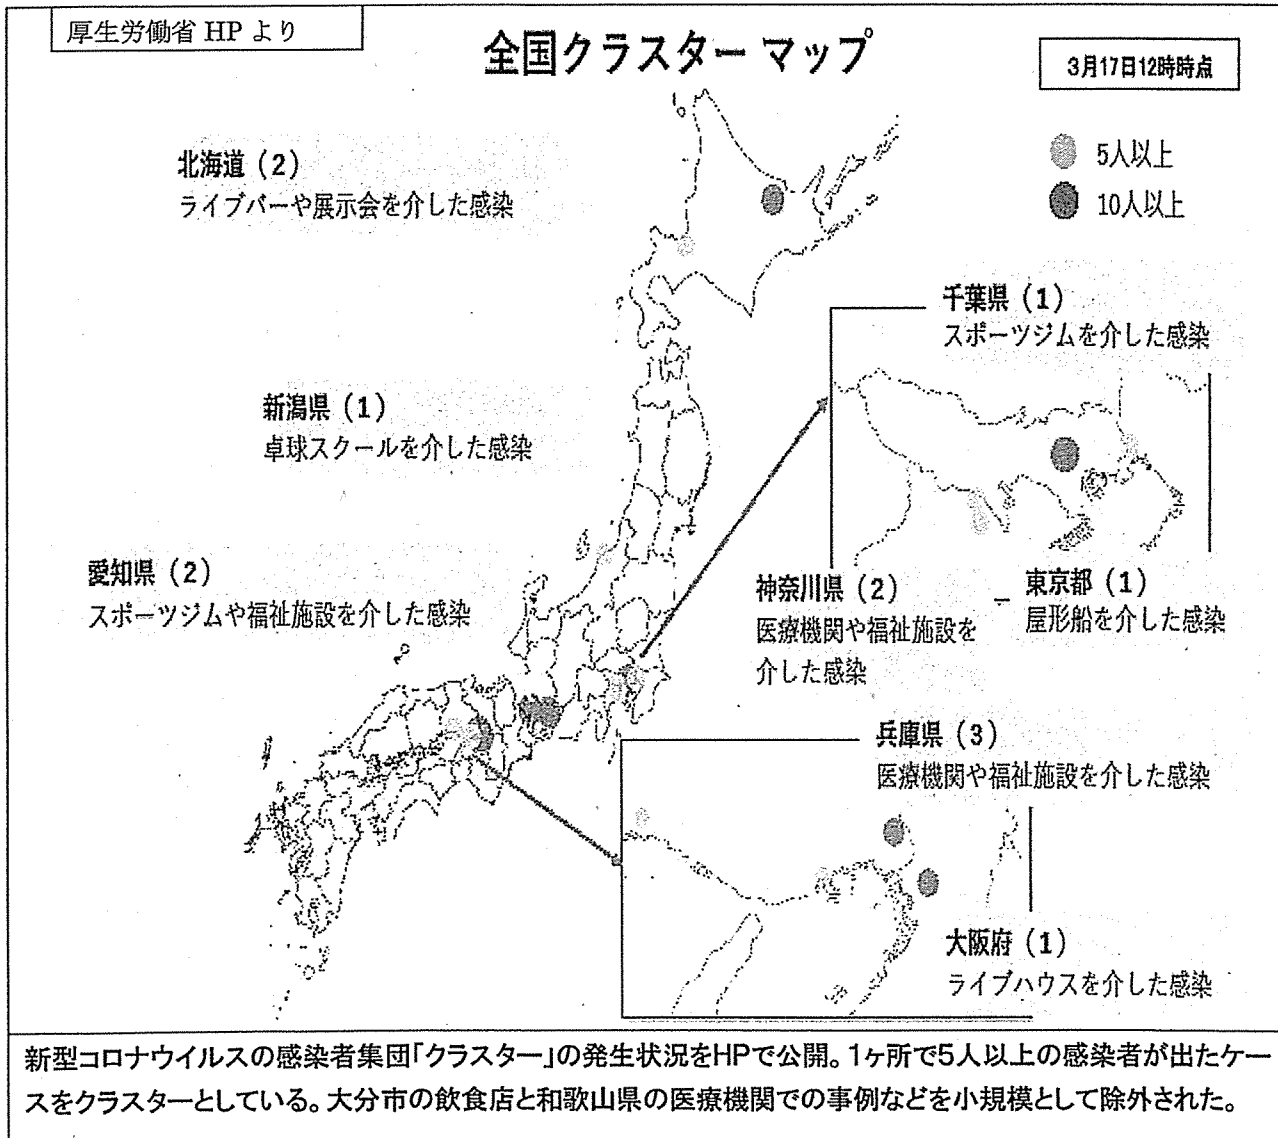 厚生労働省 HP より
全国クラスター マップ
3月17日12時時点
5人以上
10人以上
北海道（2）
ライブバーや展示会を介した感染
千葉県（1）
スポーツジムを介した感染
新潟県（1）
卓球スクールを介した感染
愛知県（2）
スポーツジムや福祉施設を介した感染
神奈川県（2）
医療機関や福祉施設を
介した感染
東京都（1）
屋形船を介した感染
兵庫県（3）
医療機関や福祉施設を介した感染
大阪府（1）
ライブハウスを介した感染
新型コロナウイルスの感染者集団「クラスター」の発生状況をHPで公開。1ヶ所で5人以上の感染者が出たケー
スをクラスターとしている。大分市の飲食店と和歌山県の医療機関での事例などを小規模として除外された。